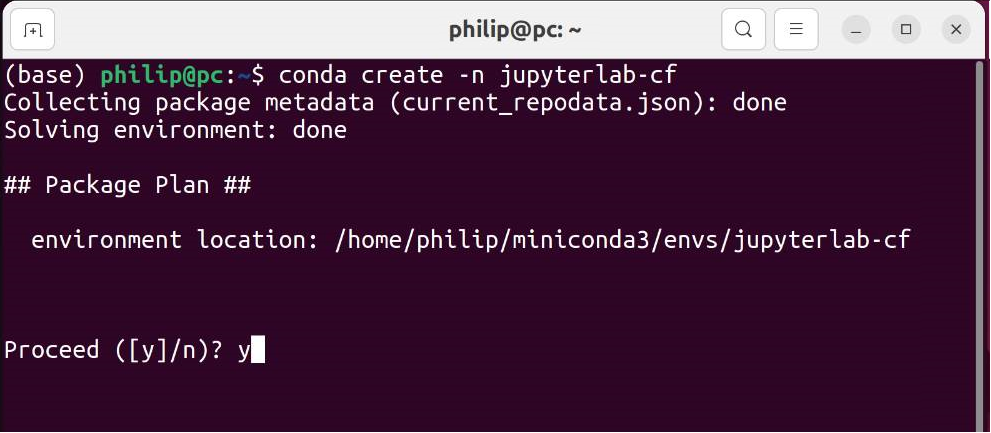 philip@pc: ~
(base) philip@pc:~$ conda create -n jupyterlab-cf
Collecting package metadata (current_repodata.json): done
Solving environment: done
## Package Plan ##
environment location: /home/philip/miniconda3/envs/jupyterlab-cf
Proceed ([y]/n)? y